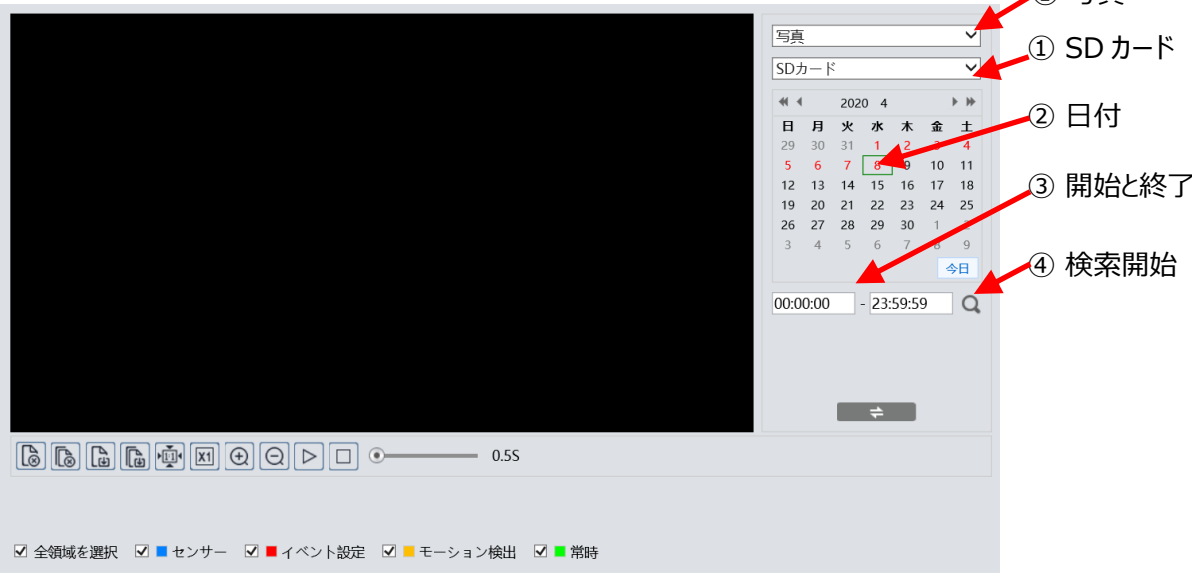 写真
SDカード
2020 4
日 月 火 水 木 金 土
29 30 31 1 2 3 4
5 6 7 8 9 10 11
12 13 14 15 16 17 18
19 20 21 22 23 24 25
26 27 28 29 30 1 2
3 4 5 6 7 8 9
今日
00:00:00 - 23:59:59
① SD カード
② 日付
③ 開始と終了
④ 検索開始
1:1 X1 0.5S
全領域を選択 センサー イベント設定 モーション検出 常時